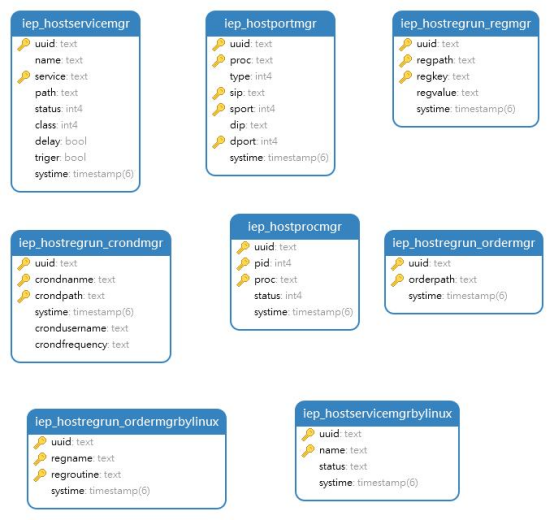 iep_hostservicemgr
uuid: text
name: text
service: text
path: text
status: int4
class: int4
delay: bool
triger: bool
systime: timestamp(6)
iep_hostportmgr
uuid: text
proc: text
type: int4
sip: text
sport: int4
dip: text
dport: int4
systime: timestamp(6)
iep_hostregrun_regmgr
uuid: text
regpath: text
regkey: text
regvalue: text
systime: timestamp(6)
iep_hostregrun_crondmgr
uuid: text
crondnanme: text
crondpath: text
systime: timestamp(6)
crondusername: text
crondfrequency: text
iep_hostprocmgr
uuid: text
pid: int4
proc: text
status: int4
systime: timestamp(6)
iep_hostregrun_ordermgr
uuid: text
orderpath: text
systime: timestamp(6)
iep_hostregrun_ordermgrbylinux
uuid: text
regname: text
regroutine: text
systime: timestamp(6)
iep_hostservicemgrbylinux
uuid: text
name: text
status: text
systime: timestamp(6)